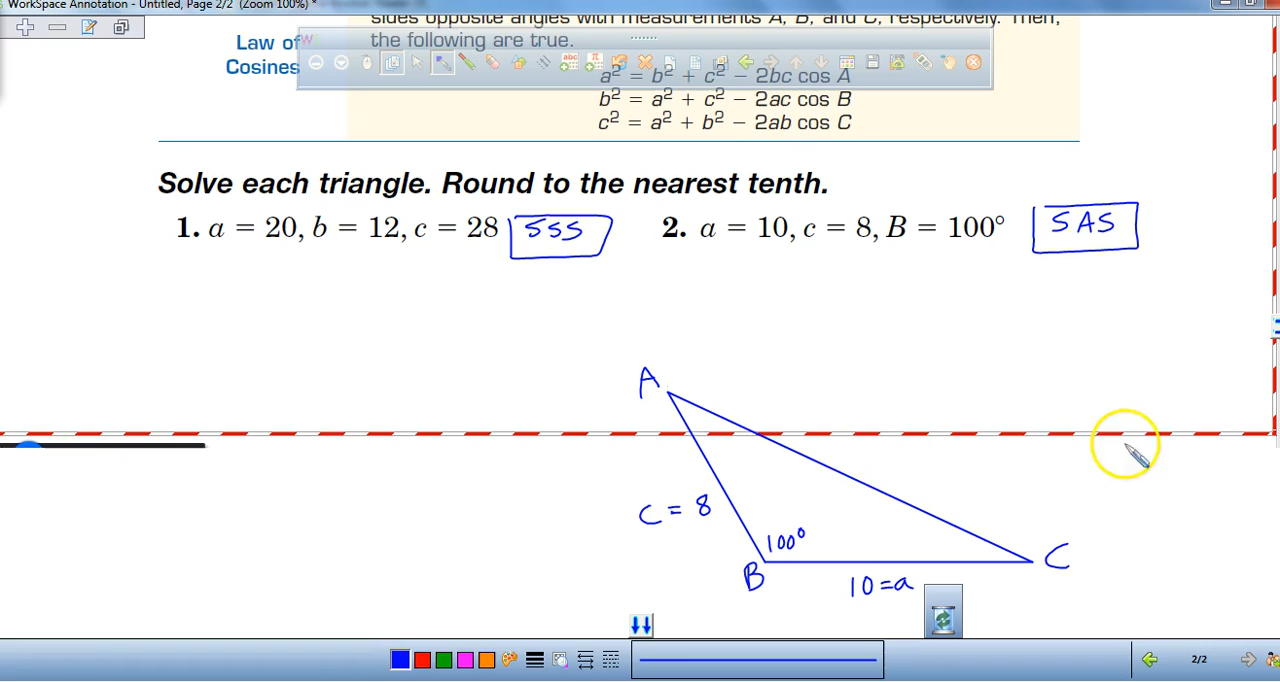 WorkSpace Annotation - Untitled, Page 2/2 (Zoom 100%) *
sides opposite angles with measurements A, B, and C, respectively. Then,
the following are true.
Law of
Cosines
a² = b² + c² − 2bc cos A
b² = a² + c² − 2ac cos B
c² = a² + b² − 2ab cos C
Solve each triangle. Round to the nearest tenth.
1. a = 20, b = 12, c = 28 SSS
2. a = 10, c = 8, B = 100° SAS
A
c = 8
100°
B
C
10=a
2/2